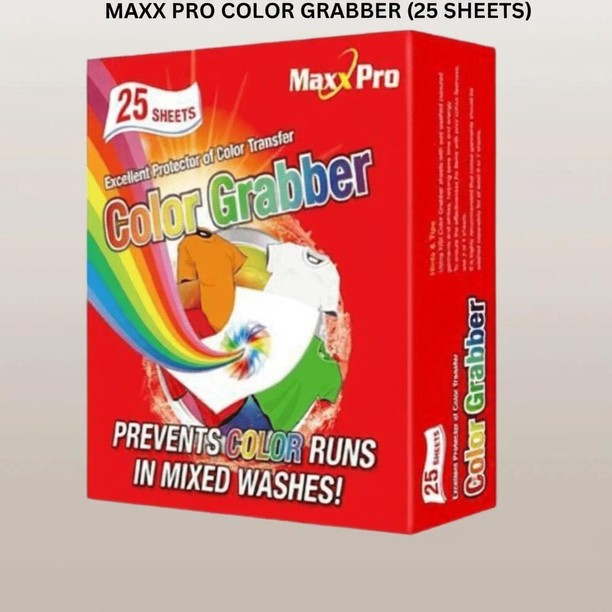 MAXX PRO COLOR GRABBER (25 SHEETS)
MaxxPro
25 SHEETS
Excellent Protector of Color Transfer
Color Grabber
PREVENTS COLOR RUNS
IN MIXED WASHES!
Hints & Tips
25 SHEETS
Excellent Protector of Color Transfer
Color Grabber